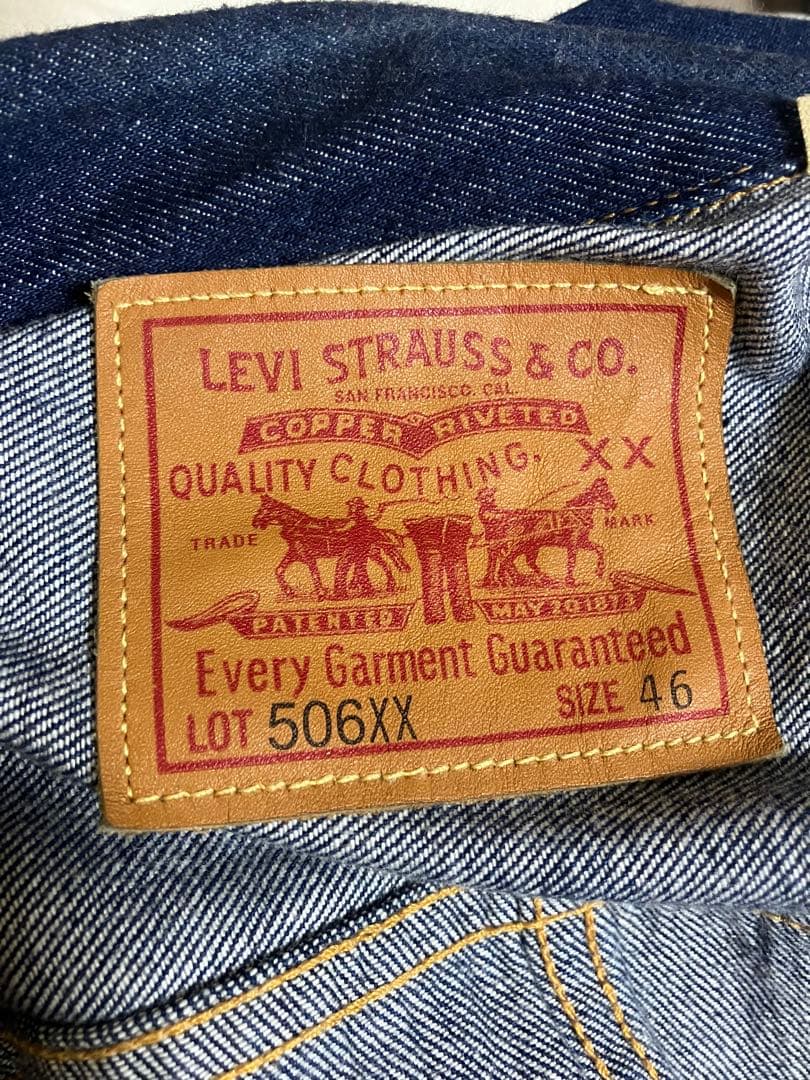 LEVI STRAUSS & CO.
SAN FRANCISCO. CAL.
COPPER RIVETED
QUALITY CLOTHING. XX
TRADE MARK
PATENTED MAY 20 1873
Every Garment Guaranteed
LOT 506XX SIZE 46